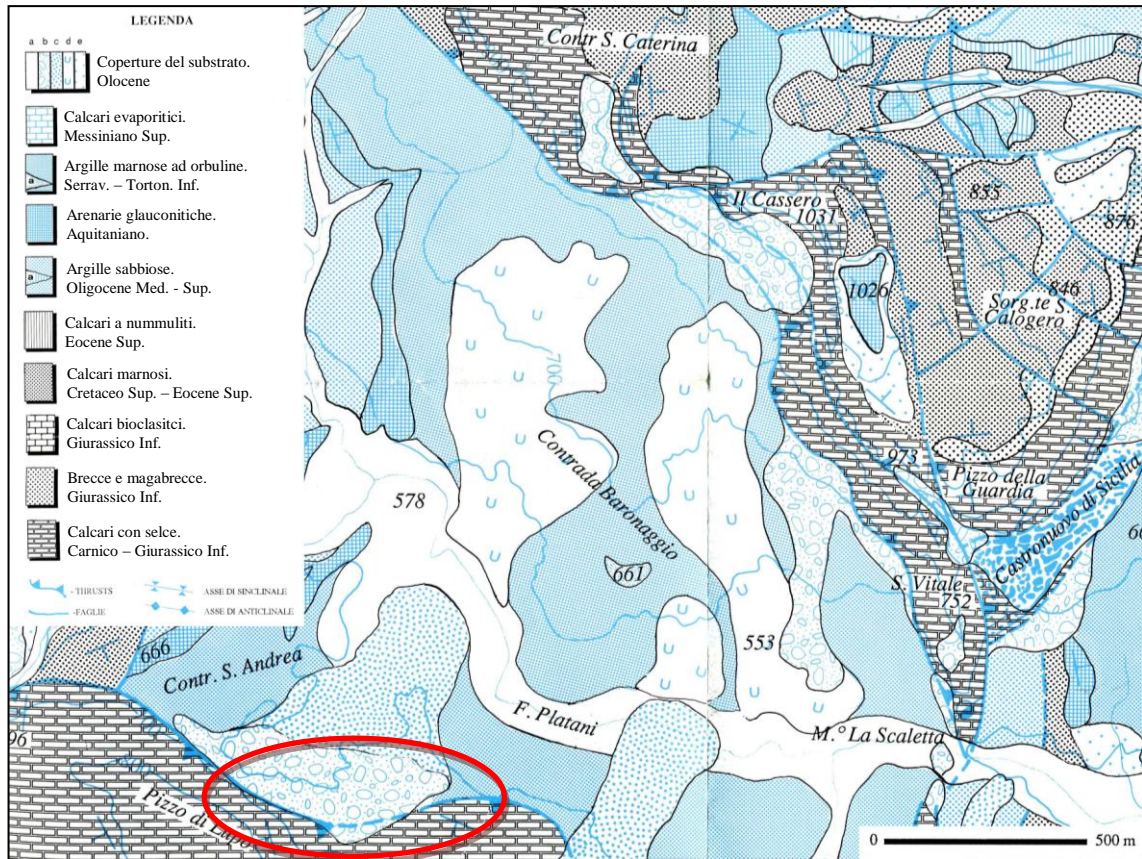 LEGENDA
a b c d e
Coperture del substrato.
Olocene
Calcari evaporitici.
Messiniano Sup.
a
Argille marnose ad orbuline.
Serrav. – Torton. Inf.
Arenarie glauconitiche.
Aquitaniano.
a
Argille sabbiose.
Oligocene Med. - Sup.
Calcari a nummuliti.
Eocene Sup.
Calcari marnosi.
Cretaceo Sup. – Eocene Sup.
Calcari bioclasitci.
Giurassico Inf.
Brecce e magabrecce.
Giurassico Inf.
Calcari con selce.
Carnico – Giurassico Inf.
- THRUSTS
ASSE DI SINCLINALE
-FAGLIE
ASSE DI ANTICLINALE
Contr S. Caterina
Il Cassero
1031
855
876
1026
846
Sorg.te S.
Calogero
700
Contrada Baronaggio
973
Pizzo della
Guardia
Castronuovo di Sicilia
578
661
S. Vitale
752
553
666
Contr. S. Andrea
F. Platani
M.° La Scaletta
Pizzo di Lupo
0 500 m